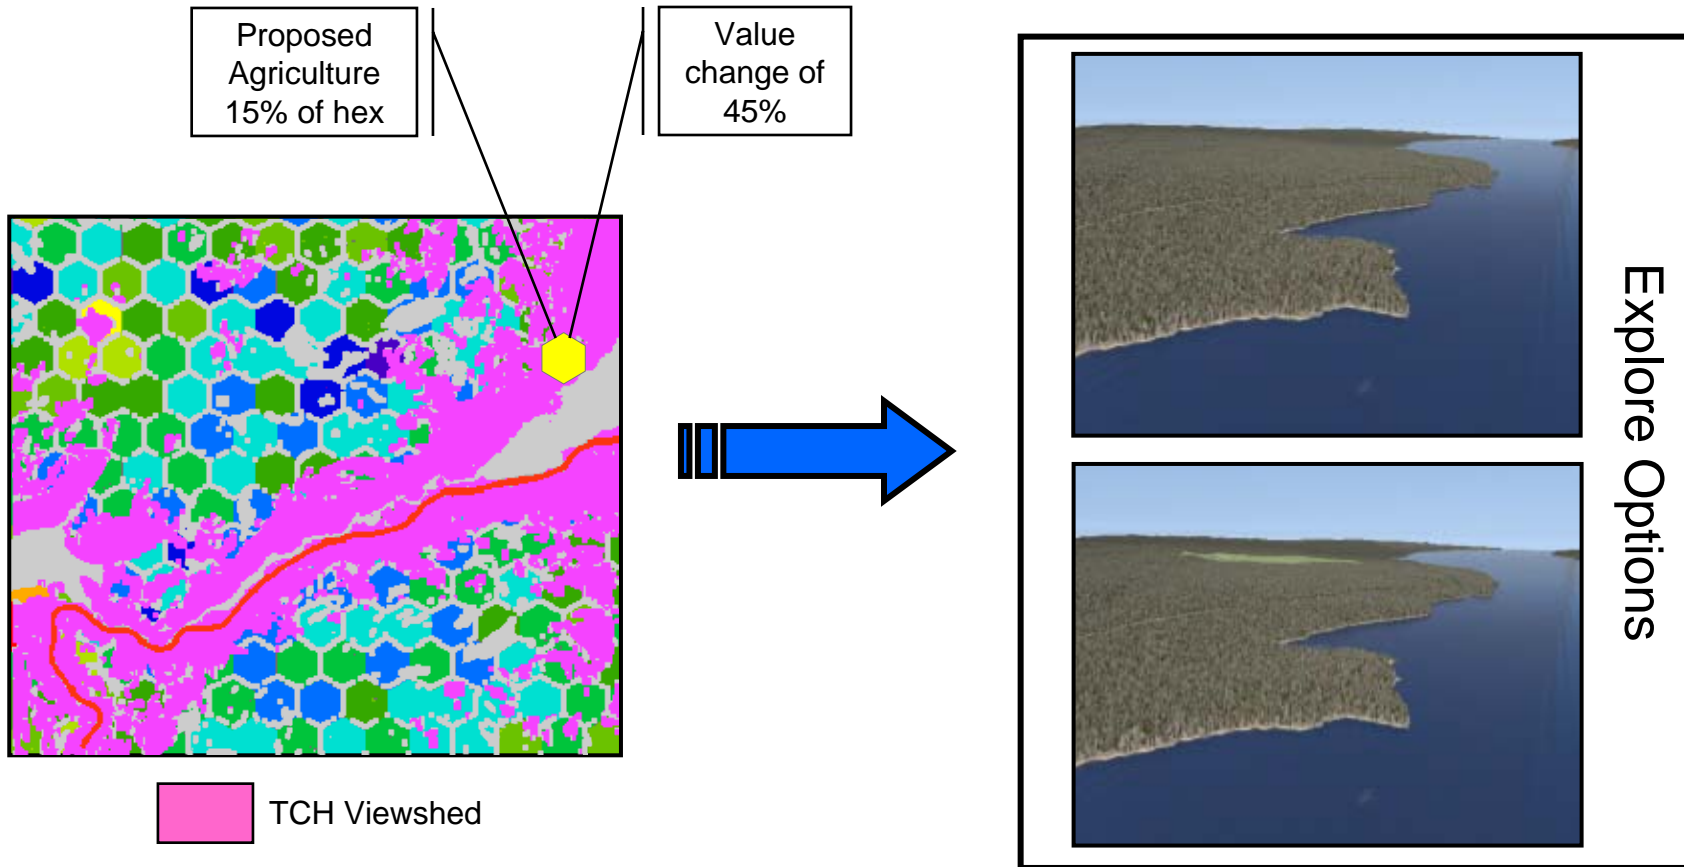 Proposed
Agriculture
15% of hex
Value
change of
45%
TCH Viewshed
Explore Options